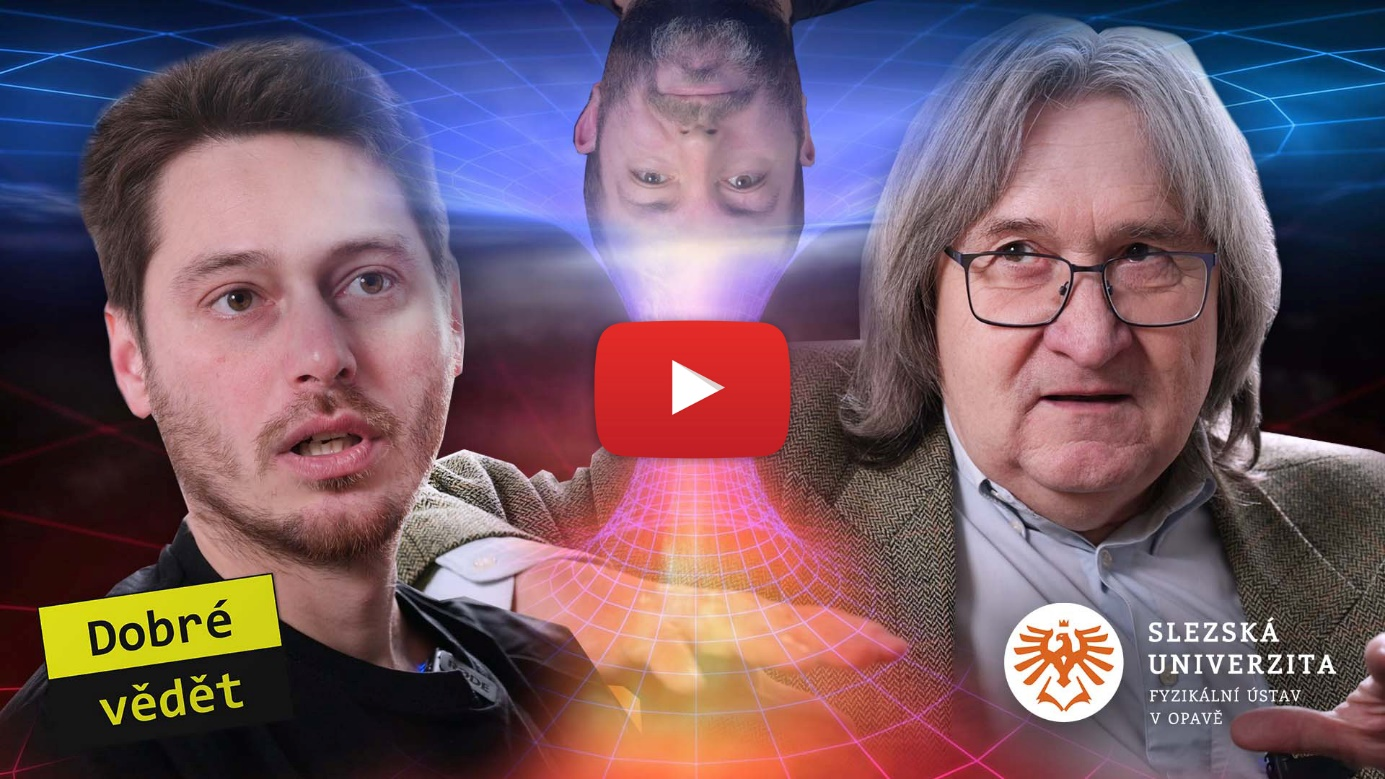 Dobré
vědět
SLEZSKÁ
UNIVERZITA
FYZIKÁLNÍ ÚSTAV
V OPAVĚ